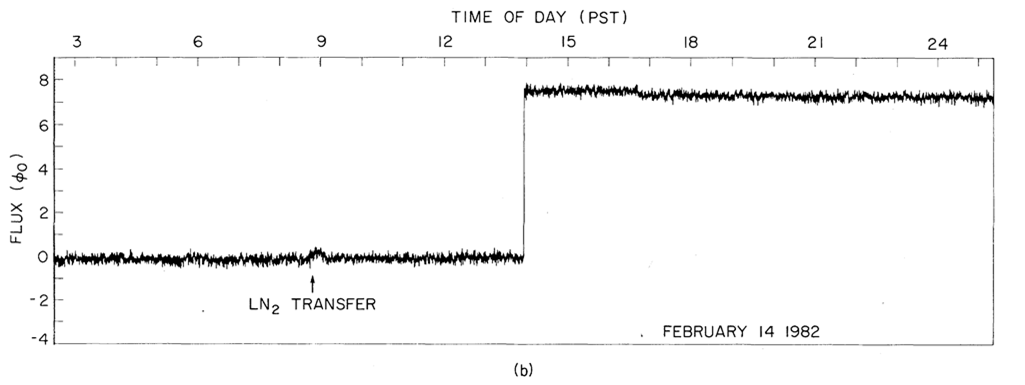 TIME OF DAY (PST)
3 6 9 12 15 18 21 24
8
6
4
2
0
-2
-4
FLUX (ϕ0)
LN2 TRANSFER
FEBRUARY 14 1982
(b)